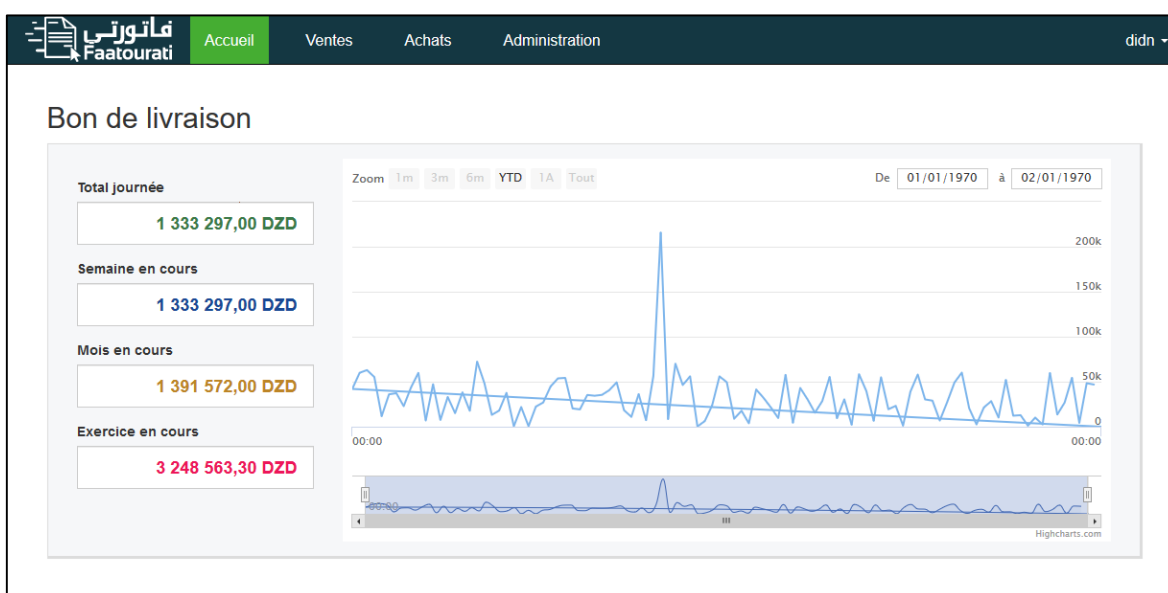 فاتورتي
Faatourati
Accueil Ventes Achats Administration didn
Bon de livraison
Total journée
1 333 297,00 DZD
Semaine en cours
1 333 297,00 DZD
Mois en cours
1 391 572,00 DZD
Exercice en cours
3 248 563,30 DZD
Zoom 1m 3m 6m YTD 1A Tout De 01/01/1970 à 02/01/1970
200k
150k
100k
50k
0
00:00 00:00
00:00
Highcharts.com